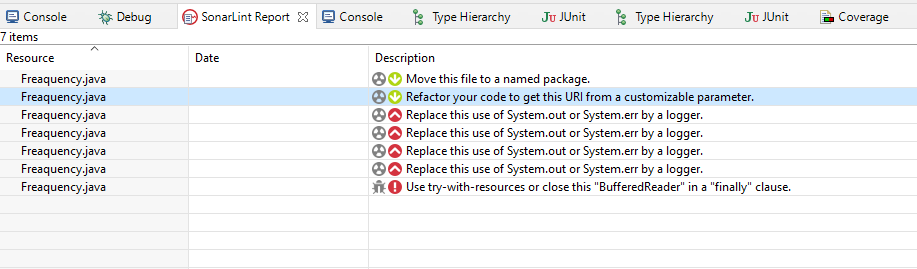 Console Debug SonarLint Report Console Type Hierarchy JUnit Type Hierarchy JUnit Coverage
7 items
Resource Date Description
Freaquency.java Move this file to a named package.
Freaquency.java Refactor your code to get this URI from a customizable parameter.
Freaquency.java Replace this use of System.out or System.err by a logger.
Freaquency.java Replace this use of System.out or System.err by a logger.
Freaquency.java Replace this use of System.out or System.err by a logger.
Freaquency.java Replace this use of System.out or System.err by a logger.
Freaquency.java Use try-with-resources or close this "BufferedReader" in a "finally" clause.